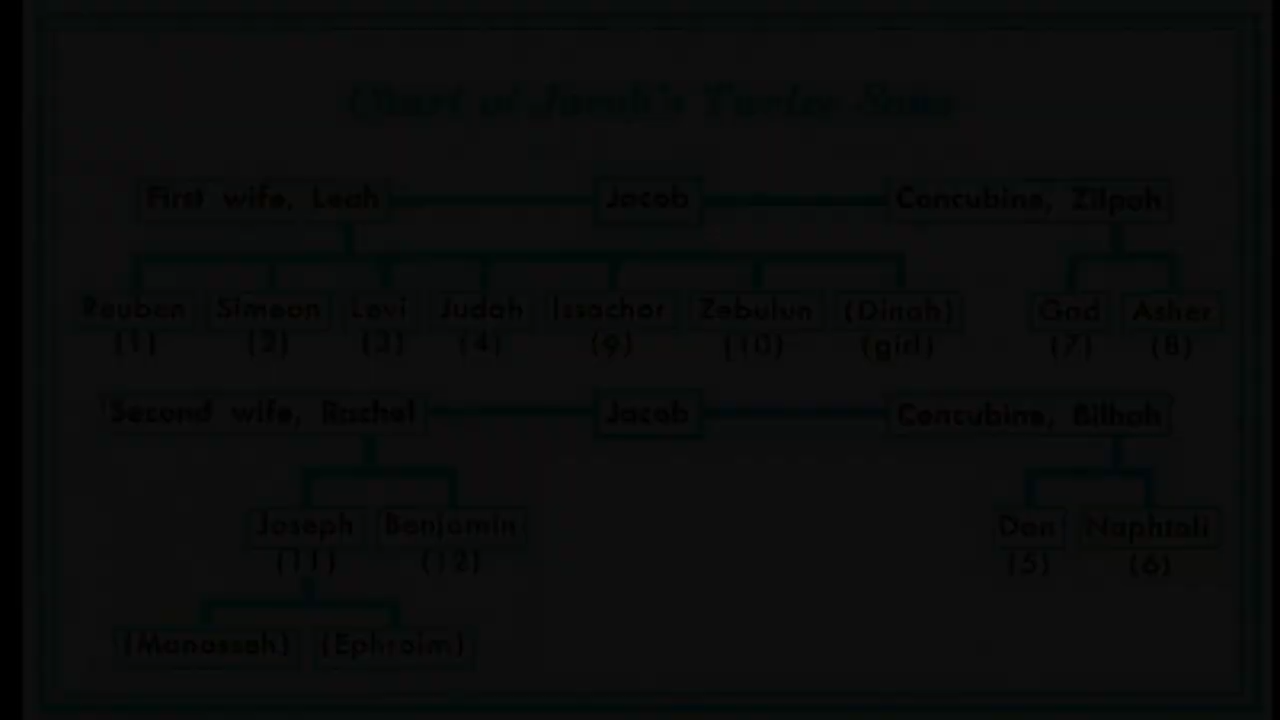 Chart of Jacob's Twelve Sons
First wife, Leah Jacob Concubine, Zilpah
Reuben Simeon Levi Judah Issachar Zebulun (Dinah) Gad Asher
(1) (2) (3) (4) (9) (10) (girl) (7) (8)
Second wife, Rachel Jacob Concubine, Bilhah
Joseph Benjamin Dan Naphtali
(11) (12) (5) (6)
(Manasseh) (Ephraim)